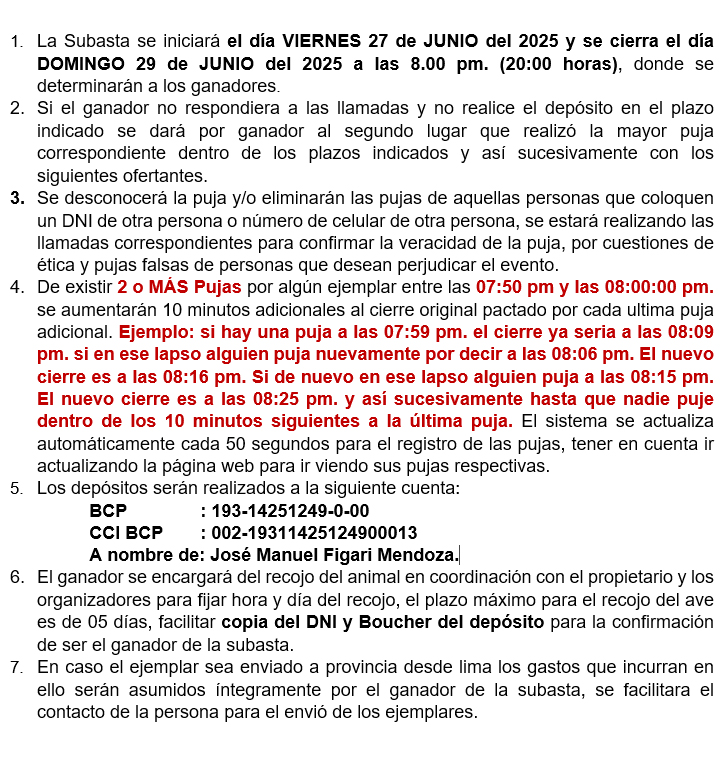 1. La Subasta se iniciará el día VIERNES 27 de JUNIO del 2025 y se cierra el día
DOMINGO 29 de JUNIO del 2025 a las 8.00 pm. (20:00 horas), donde se
determinarán a los ganadores.
2. Si el ganador no respondiera a las llamadas y no realice el depósito en el plazo
indicado se dará por ganador al segundo lugar que realizó la mayor puja
correspondiente dentro de los plazos indicados y así sucesivamente con los
siguientes ofertantes.
3. Se desconocerá la puja y/o eliminarán las pujas de aquellas personas que coloquen
un DNI de otra persona o número de celular de otra persona, se estará realizando las
llamadas correspondientes para confirmar la veracidad de la puja, por cuestiones de
ética y pujas falsas de personas que desean perjudicar el evento.
4. De existir 2 o MÁS Pujas por algún ejemplar entre las 07:50 pm y las 08:00:00 pm.
se aumentarán 10 minutos adicionales al cierre original pactado por cada ultima puja
adicional. Ejemplo: si hay una puja a las 07:59 pm. el cierre ya seria a las 08:09
pm. si en ese lapso alguien puja nuevamente por decir a las 08:06 pm. El nuevo
cierre es a las 08:16 pm. Si de nuevo en ese lapso alguien puja a las 08:15 pm.
El nuevo cierre es a las 08:25 pm. y así sucesivamente hasta que nadie puje
dentro de los 10 minutos siguientes a la última puja. El sistema se actualiza
automáticamente cada 50 segundos para el registro de las pujas, tener en cuenta ir
actualizando la página web para ir viendo sus pujas respectivas.
5. Los depósitos serán realizados a la siguiente cuenta:
BCP : 193-14251249-0-00
CCI BCP : 002-19311425124900013
A nombre de: José Manuel Figari Mendoza.
6. El ganador se encargará del recojo del animal en coordinación con el propietario y los
organizadores para fijar hora y día del recojo, el plazo máximo para el recojo del ave
es de 05 días, facilitar copia del DNI y Boucher del depósito para la confirmación
de ser el ganador de la subasta.
7. En caso el ejemplar sea enviado a provincia desde lima los gastos que incurran en
ello serán asumidos íntegramente por el ganador de la subasta, se facilitara el
contacto de la persona para el envió de los ejemplares.